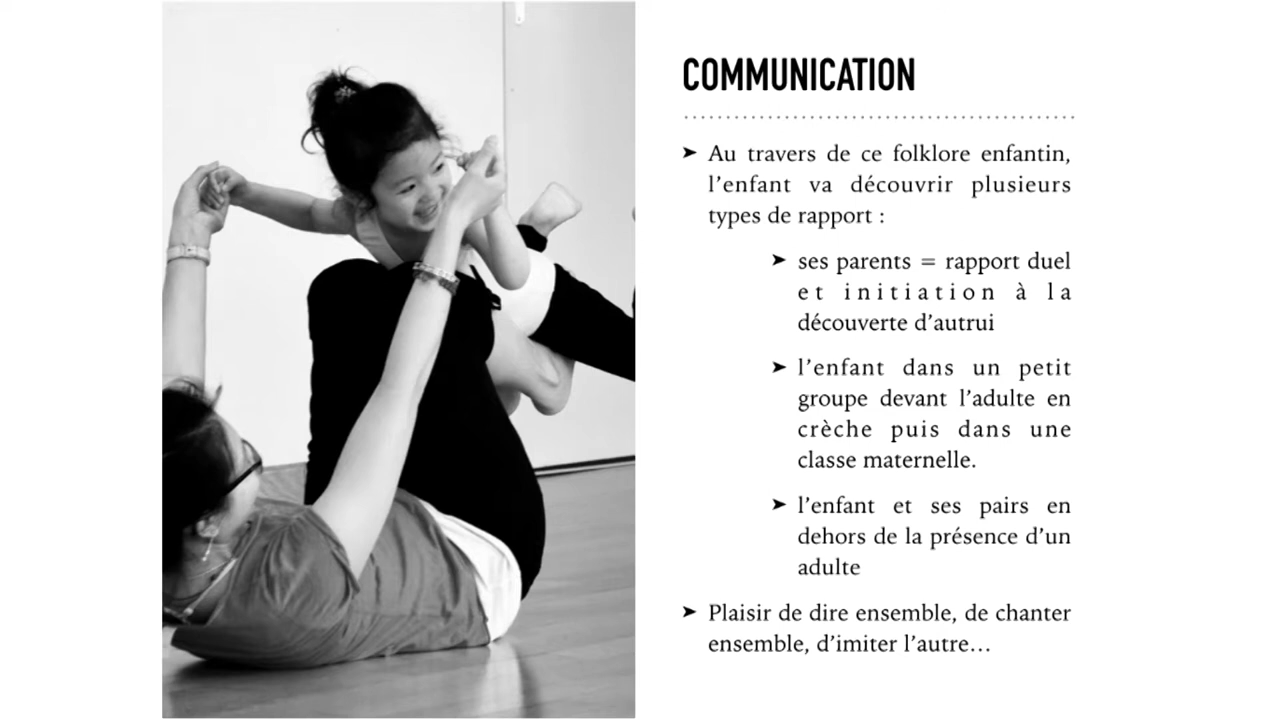 COMMUNICATION
➤ Au travers de ce folklore enfantin,
l’enfant va découvrir plusieurs
types de rapport :
➤ ses parents = rapport duel
et initiation à la
découverte d’autrui
➤ l’enfant dans un petit
groupe devant l’adulte en
crèche puis dans une
classe maternelle.
➤ l’enfant et ses pairs en
dehors de la présence d’un
adulte
➤ Plaisir de dire ensemble, de chanter
ensemble, d’imiter l’autre…